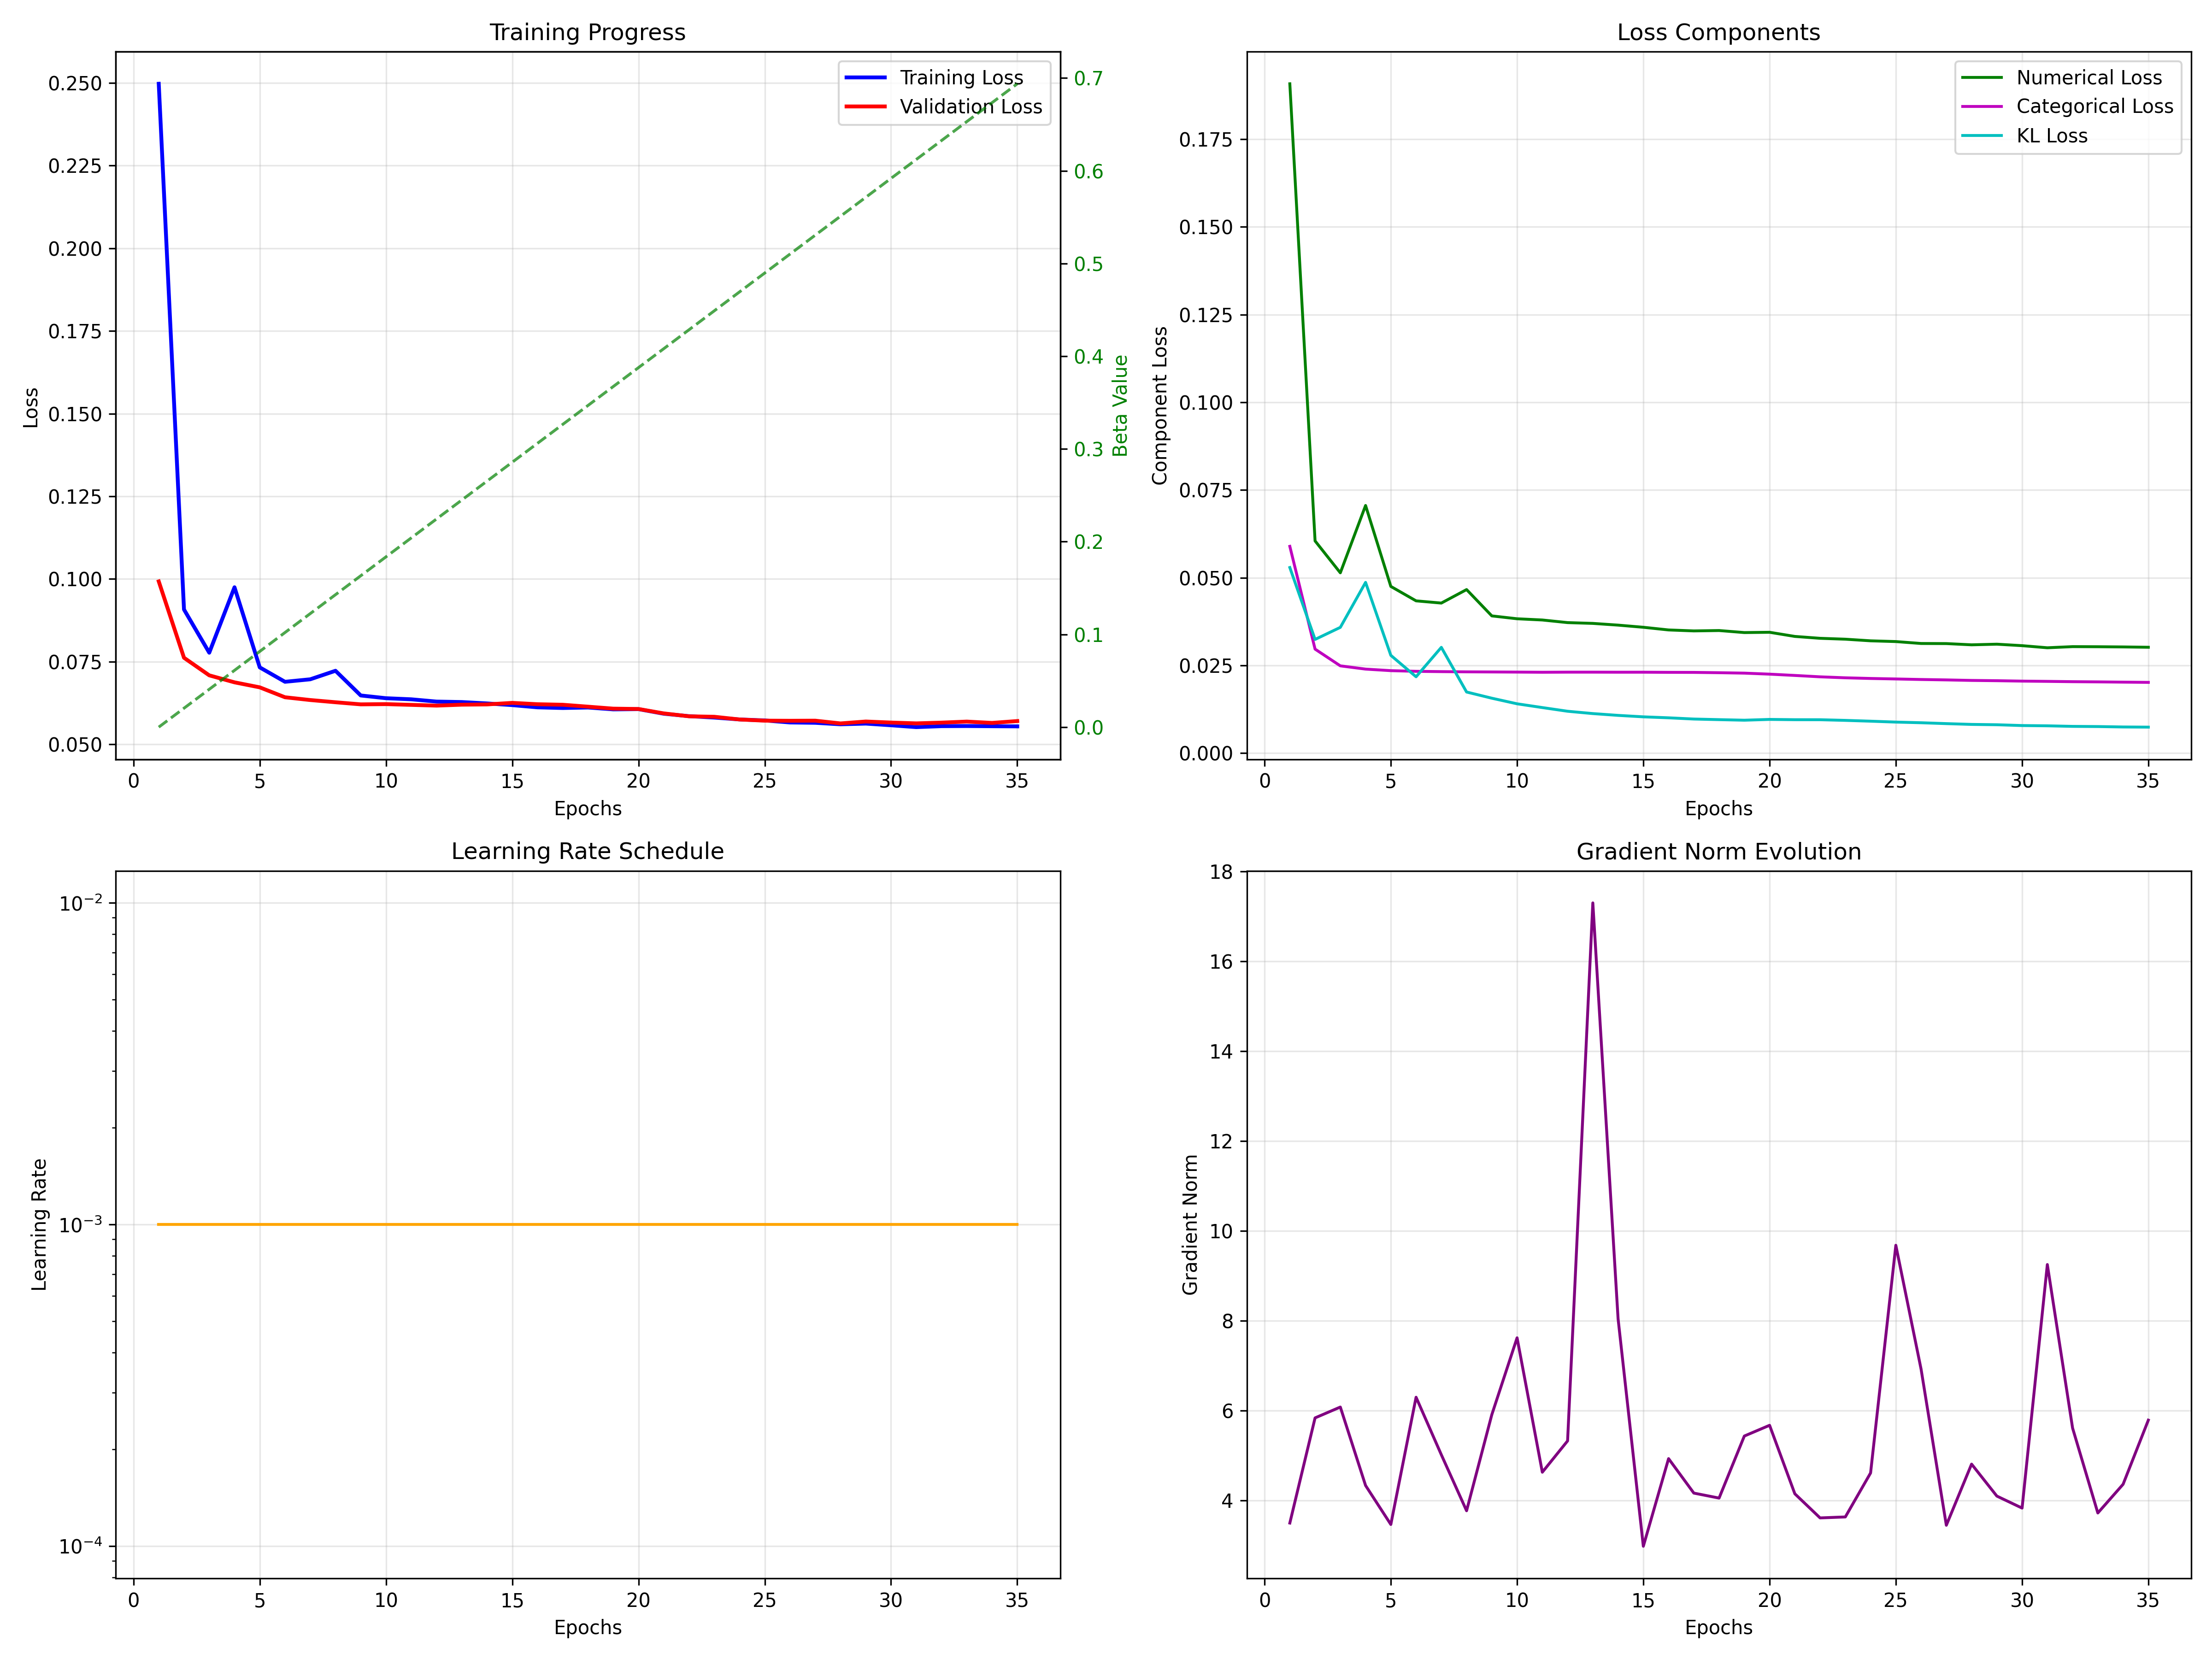 Training Progress
Training Loss
Validation Loss
Loss
0.250
0.225
0.200
0.175
0.150
0.125
0.100
0.075
0.050
0.7
0.6
0.5
0.4
0.3
0.2
0.1
0.0
Beta Value
0 5 10 15 20 25 30 35
Epochs
Loss Components
Numerical Loss
Categorical Loss
KL Loss
Component Loss
0.175
0.150
0.125
0.100
0.075
0.050
0.025
0.000
0 5 10 15 20 25 30 35
Epochs
Learning Rate Schedule
Learning Rate
10⁻²
10⁻³
10⁻⁴
0 5 10 15 20 25 30 35
Epochs
Gradient Norm Evolution
Gradient Norm
18
16
14
12
10
8
6
4
0 5 10 15 20 25 30 35
Epochs